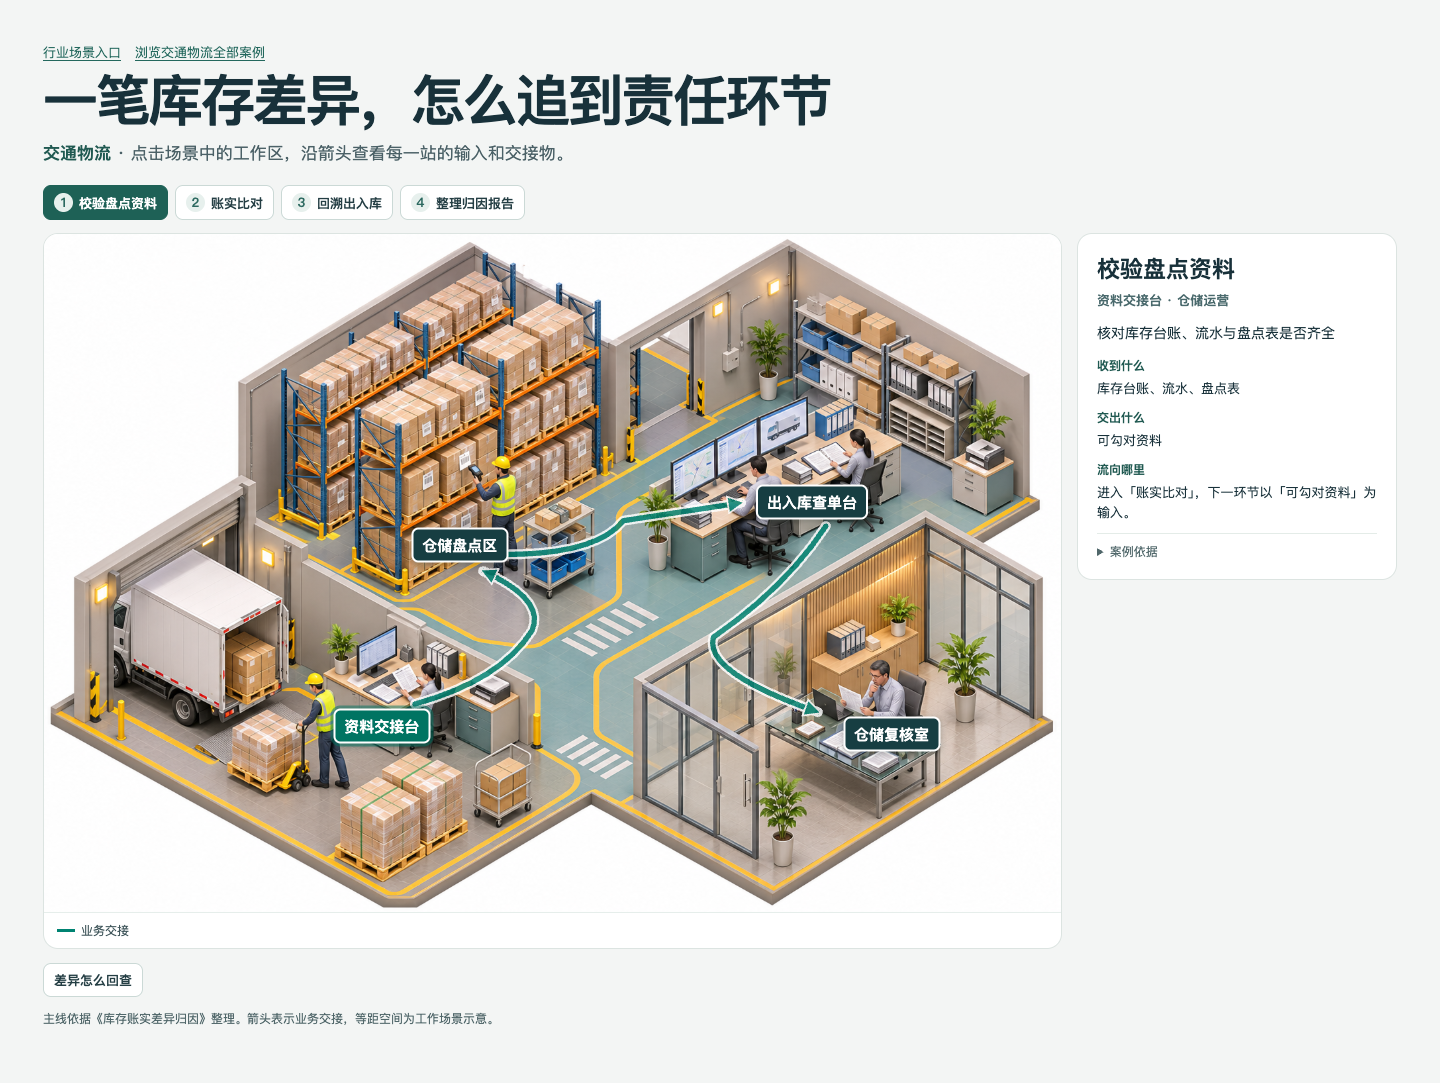 行业场景入口 浏览交通物流全部案例
一笔库存差异，怎么追到责任环节
交通物流 · 点击场景中的工作区，沿箭头查看每一站的输入和交接物。
1 校验盘点资料 2 账实比对 3 回溯出入库 4 整理归因报告
出入库查单台
仓储盘点区
资料交接台
仓储复核室
业务交接
校验盘点资料
资料交接台 · 仓储运营
核对库存台账、流水与盘点表是否齐全
收到什么
库存台账、流水、盘点表
交出什么
可勾对资料
流向哪里
进入「账实比对」，下一环节以「可勾对资料」为
输入。
案例依据
差异怎么回查
主线依据《库存账实差异归因》整理。箭头表示业务交接，等距空间为工作场景示意。